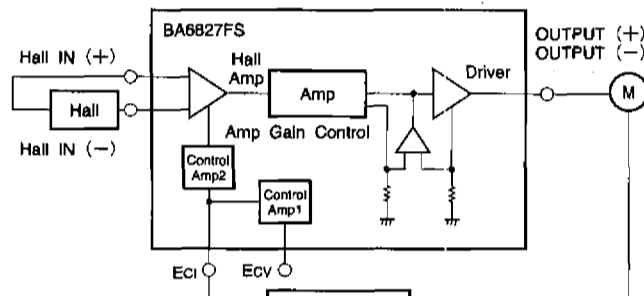 BA6827FS
OUTPUT (+)
OUTPUT (−)
Hall IN (+)
Hall
Amp
Driver
Amp
M
Hall
Amp Gain Control
Hall IN (−)
Control
Amp2
Control
Amp1
ECI
ECV